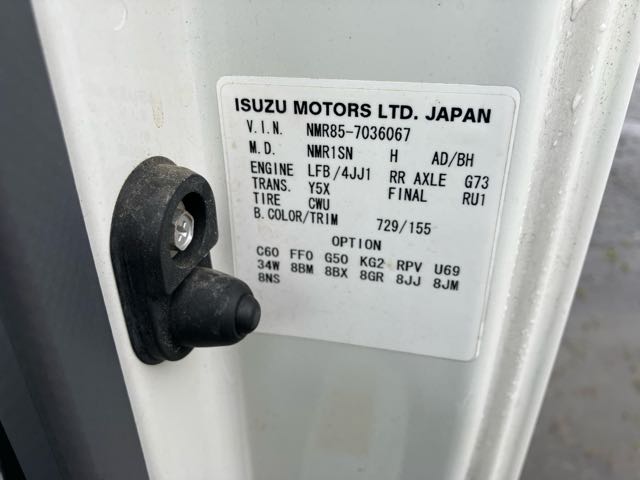 ISUZU MOTORS LTD. JAPAN
V.I.N. NMR85-7036067
M.D. NMR1SN H AD/BH
ENGINE LFB/4JJ1 RR AXLE G73
TRANS. Y5X FINAL RU1
TIRE CWU
B.COLOR/TRIM 729/155
OPTION
C60 FF0 G50 KG2 RPV U69
34W 8BM 8BX 8GR 8JJ 8JM
8NS